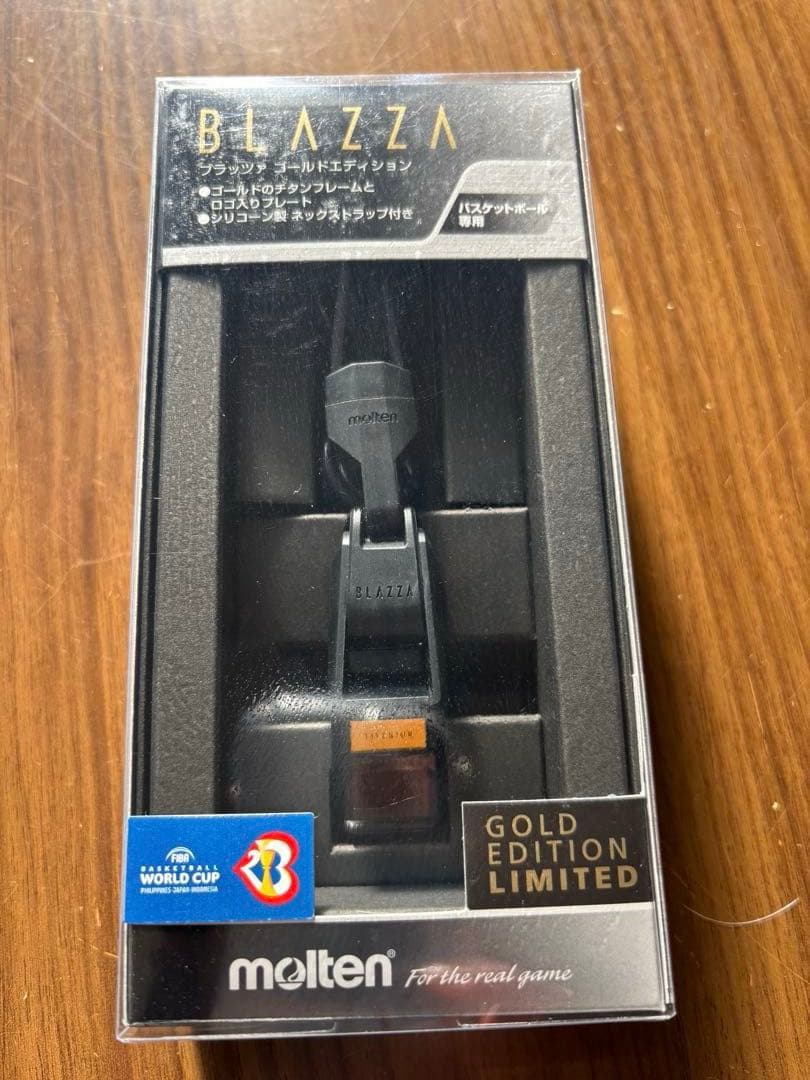 BLAZZA
ブラッツァ ゴールドエディション
●ゴールドのチタンフレームと
ロゴ入りプレート
●シリコーン製 ネックストラップ付き
バスケットボール
専用
molten
BLAZZA
TITANIUM
FIBA
BASKETBALL
WORLD CUP
PHILIPPINES·JAPAN·INDONESIA
23
GOLD
EDITION
LIMITED
molten® For the real game